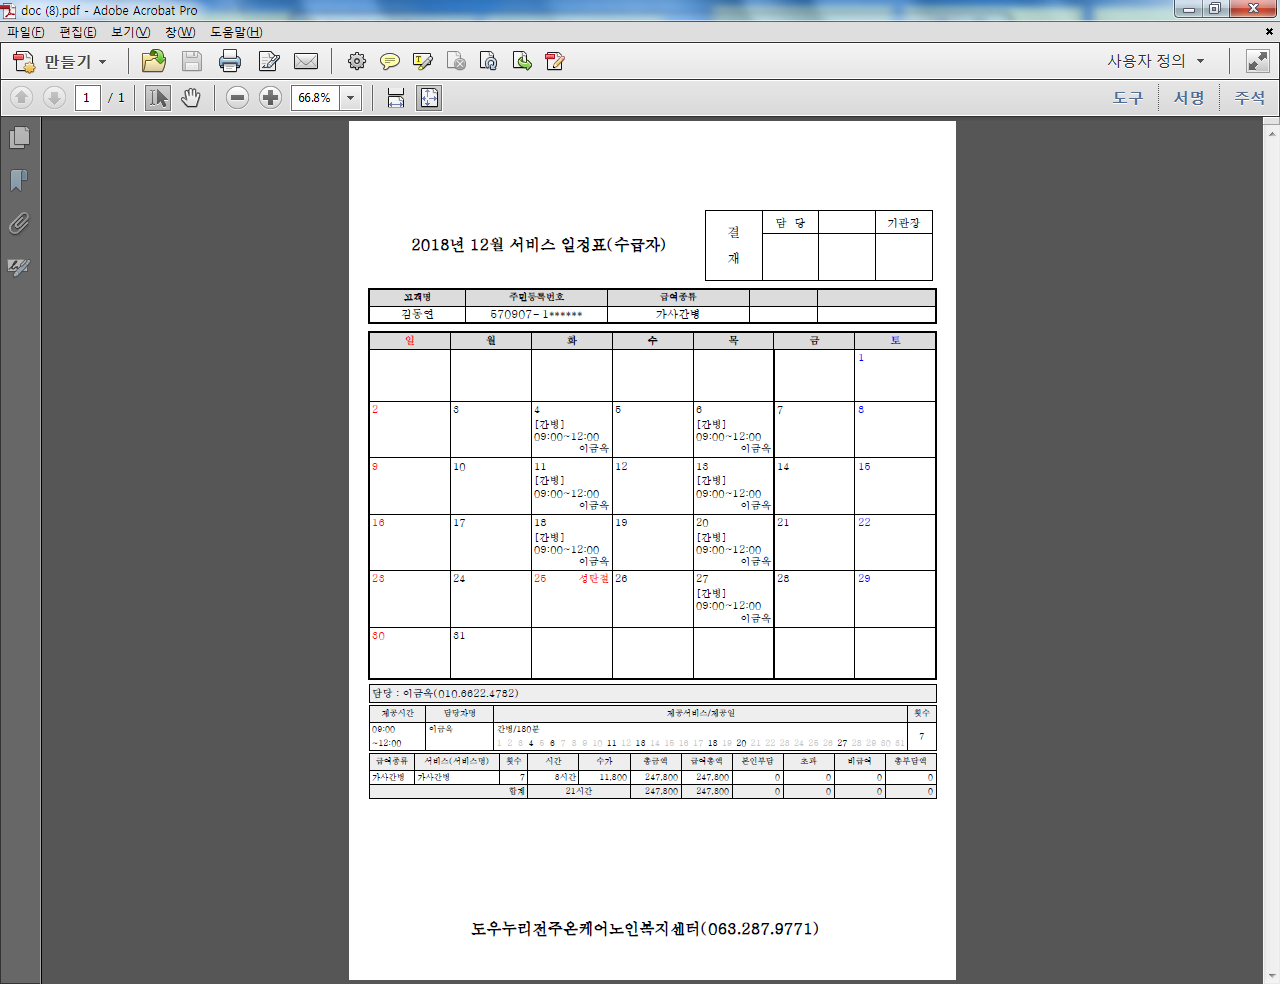 doc (8).pdf - Adobe Acrobat Pro
파일(F) 편집(E) 보기(V) 창(W) 도움말(H)
만들기
사용자 정의
1 / 1
66.8%
도구 서명 주석
2018년 12월 서비스 일정표(수급자)
결 재
담 당 기관장
고객명 주민등록번호 급여종류
김동연 570907-1****** 가사간병
일 월 화 수 목 금 토
1
2 3 4 5 6 7 8
[간병] [간병]
09:00~12:00 09:00~12:00
이금옥 이금옥
9 10 11 12 13 14 15
[간병] [간병]
09:00~12:00 09:00~12:00
이금옥 이금옥
16 17 18 19 20 21 22
[간병] [간병]
09:00~12:00 09:00~12:00
이금옥 이금옥
23 24 25 성탄절 26 27 28 29
[간병]
09:00~12:00
이금옥
30 31
담당 : 이금옥(010.6622.4782)
제공시간 담당자명 제공서비스/제공일 횟수
09:00 이금옥 간병/180분 7
~12:00 1 2 3 4 5 6 7 8 9 10 11 12 13 14 15 16 17 18 19 20 21 22 23 24 25 26 27 28 29 30 31
급여종류 서비스(서비스명) 횟수 시간 수가 총금액 급여총액 본인부담 초과 비급여 총부담액
가사간병 가사간병 7 3시간 11,800 247,800 247,800 0 0 0 0
합계 21시간 247,800 247,800 0 0 0 0
도우누리전주온케어노인복지센터(063.287.9771)